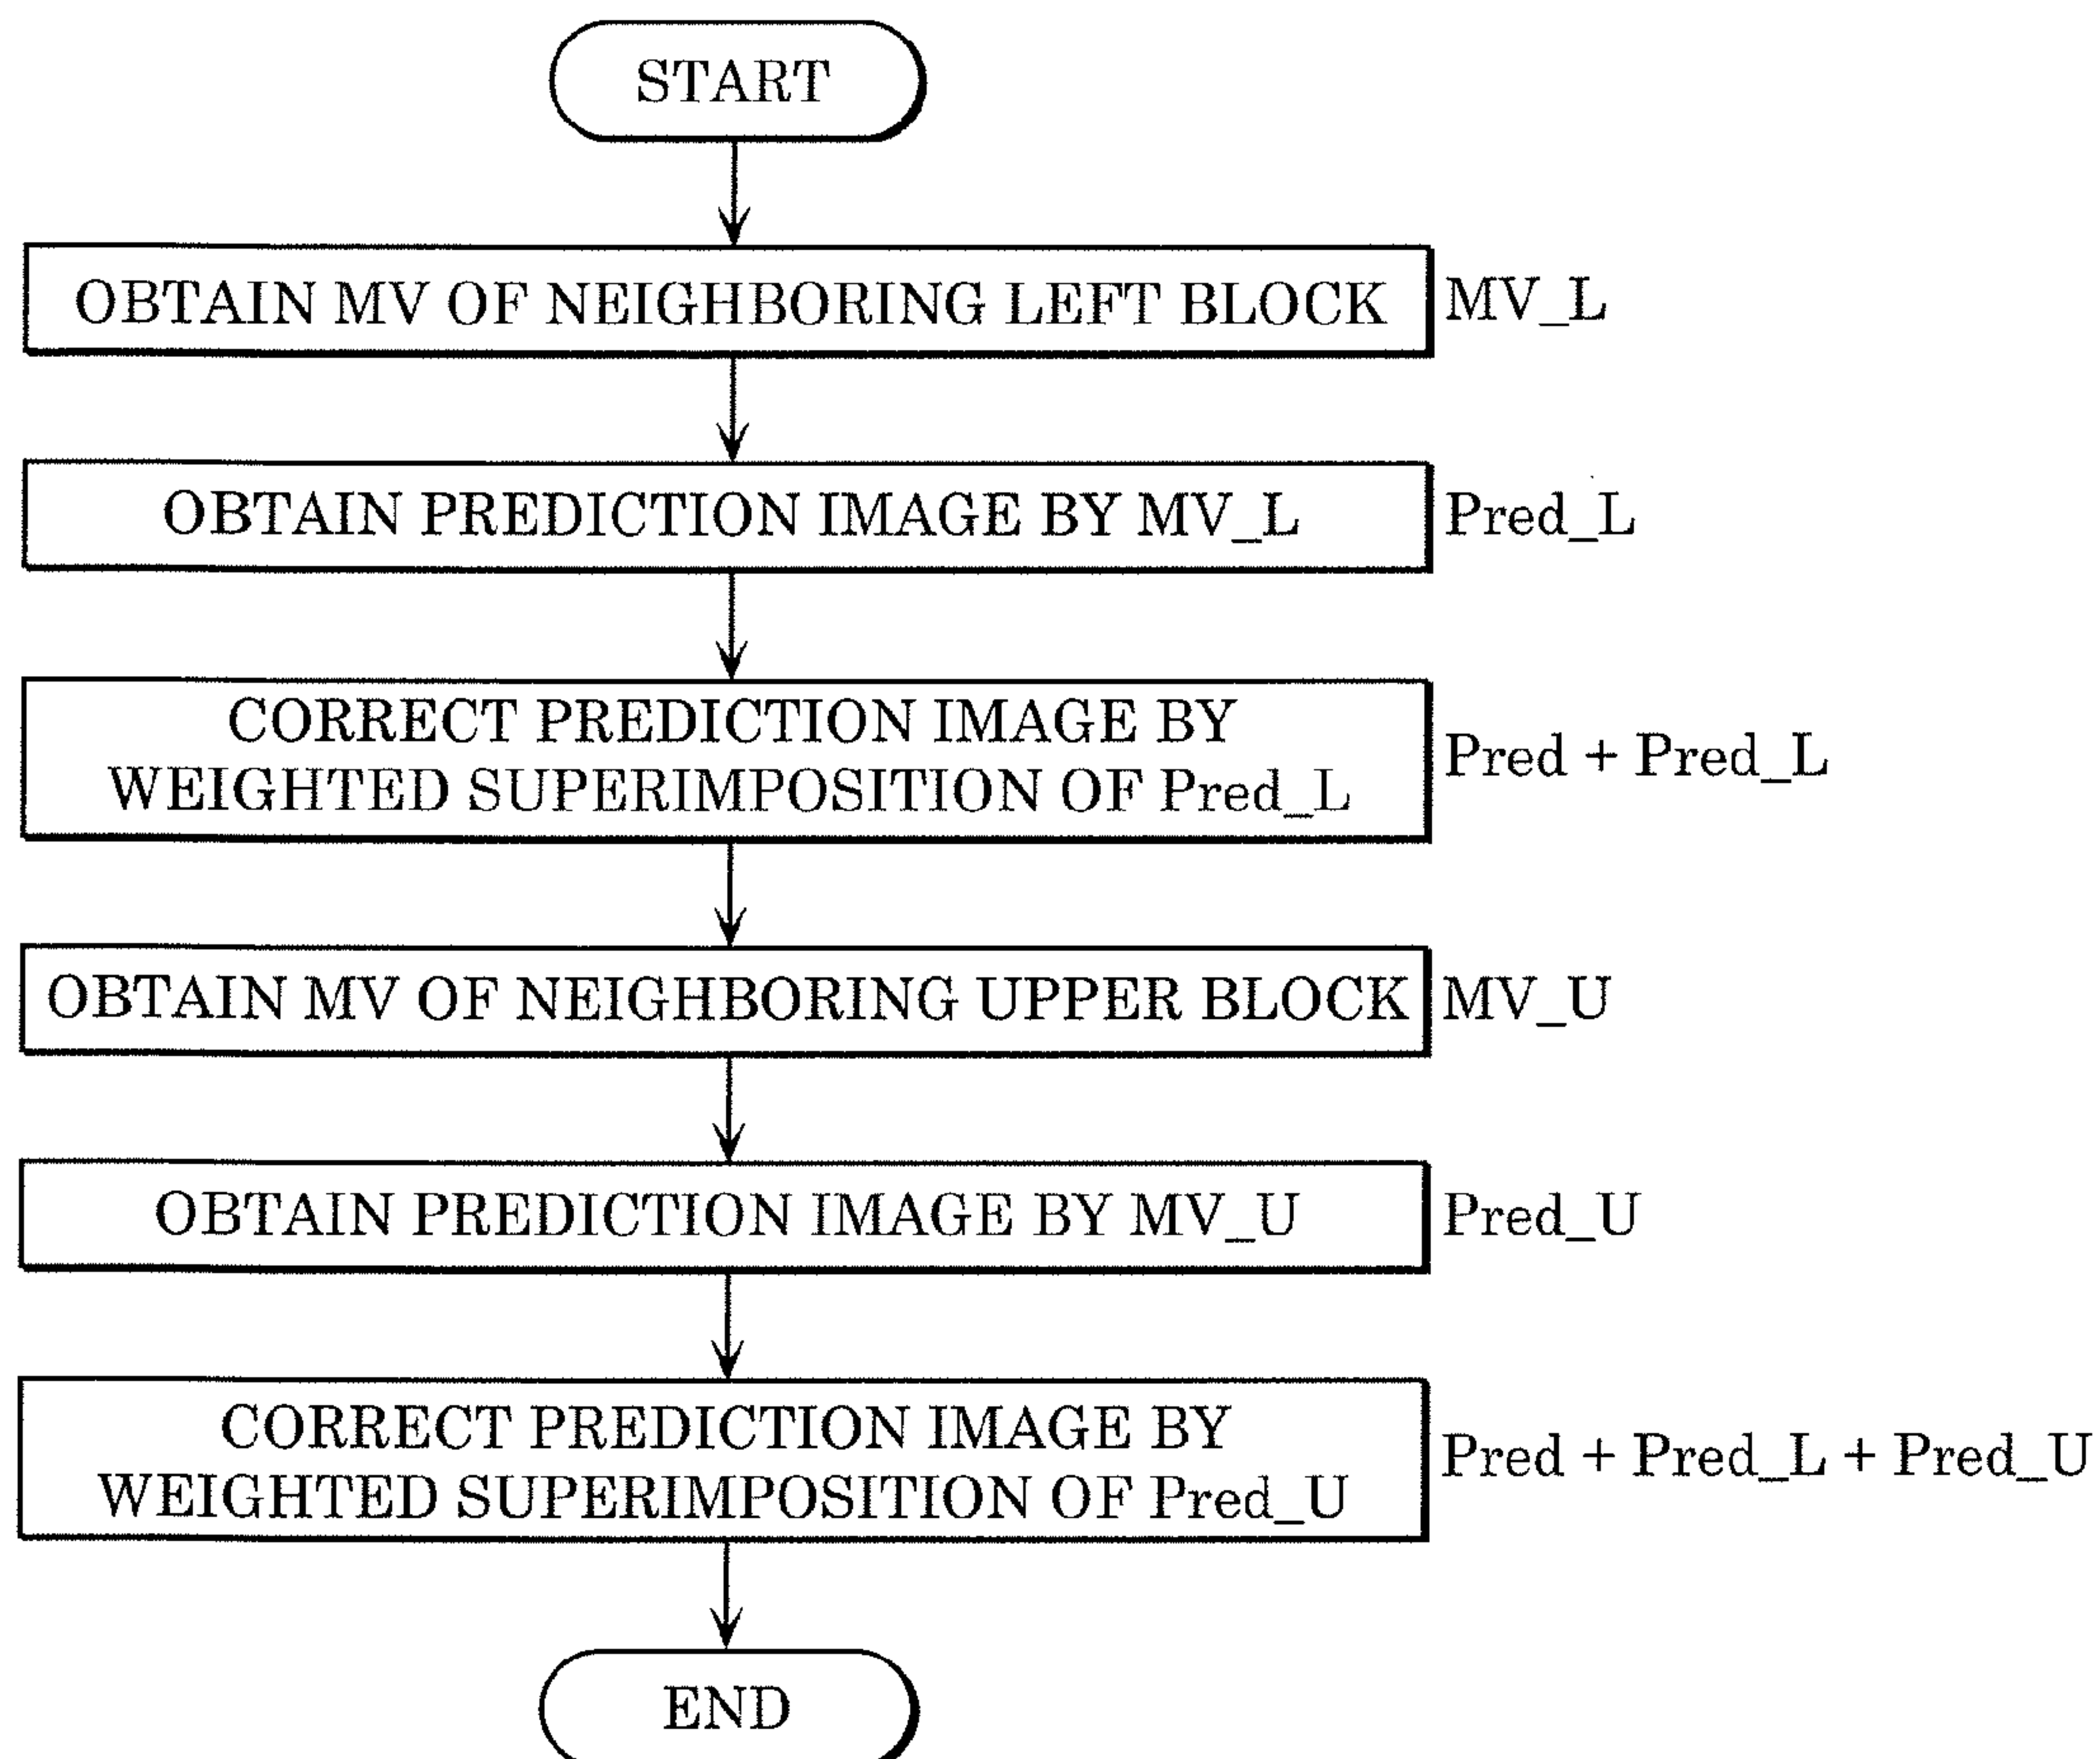 START
OBTAIN MV OF NEIGHBORING LEFT BLOCK
MV_L
OBTAIN PREDICTION IMAGE BY MV_L
Pred_L
CORRECT PREDICTION IMAGE BY
WEIGHTED SUPERIMPOSITION OF Pred_L
Pred + Pred_L
OBTAIN MV OF NEIGHBORING UPPER BLOCK
MV_U
OBTAIN PREDICTION IMAGE BY MV_U
Pred_U
CORRECT PREDICTION IMAGE BY
WEIGHTED SUPERIMPOSITION OF Pred_U
Pred + Pred_L + Pred_U
END